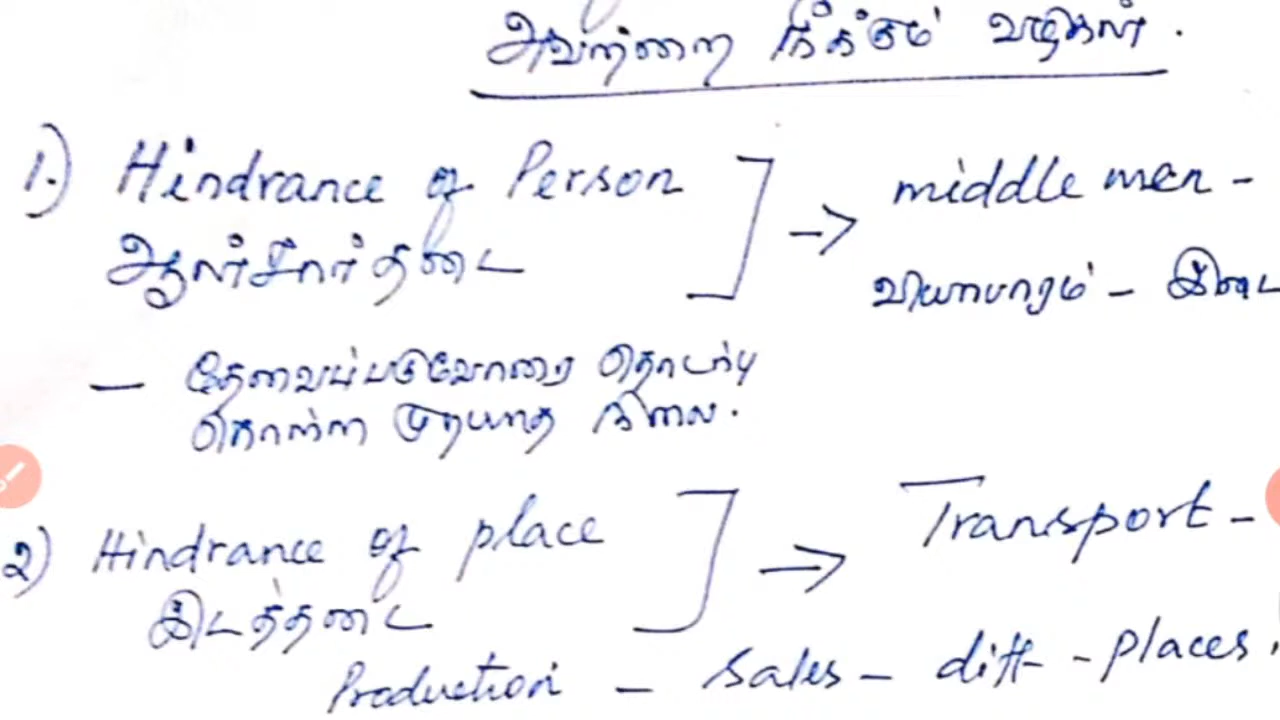 அவற்றை நீக்கும் வழிகள்.
1.) Hindrance of Person → middle men -
ஆள்சார் தடை வியாபாரம் - இடை
- தேவைப்படுவோரை தொடர்பு
கொள்ள முடியாத நிலை.
2) Hindrance of place → Transport -
இடத்தடை
Production - Sales - diff - places.